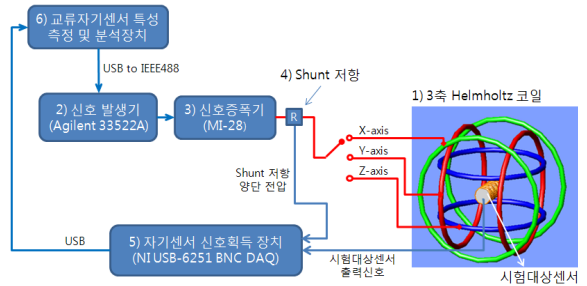 6) 교류자기센서 특성
측정 및 분석장치
USB to IEEE488
4) Shunt 저항
1) 3축 Helmholtz 코일
2) 신호 발생기
(Agilent 33522A)
3) 신호증폭기
(MI-28)
R
X-axis
Y-axis
Z-axis
Shunt 저항
양단 전압
USB
5) 자기센서 신호획득 장치
(NI USB-6251 BNC DAQ)
시험대상센서
출력신호
시험대상센서